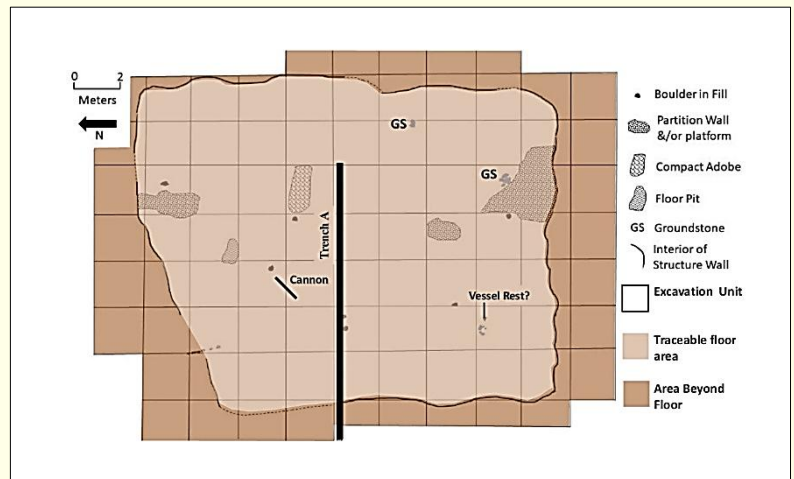 0 2
Meters
N
GS
GS
Trench A
Cannon
Vessel Rest?
Boulder in Fill
Partition Wall
&/or platform
Compact Adobe
Floor Pit
GS Groundstone
Interior of
Structure Wall
Excavation Unit
Traceable floor
area
Area Beyond
Floor